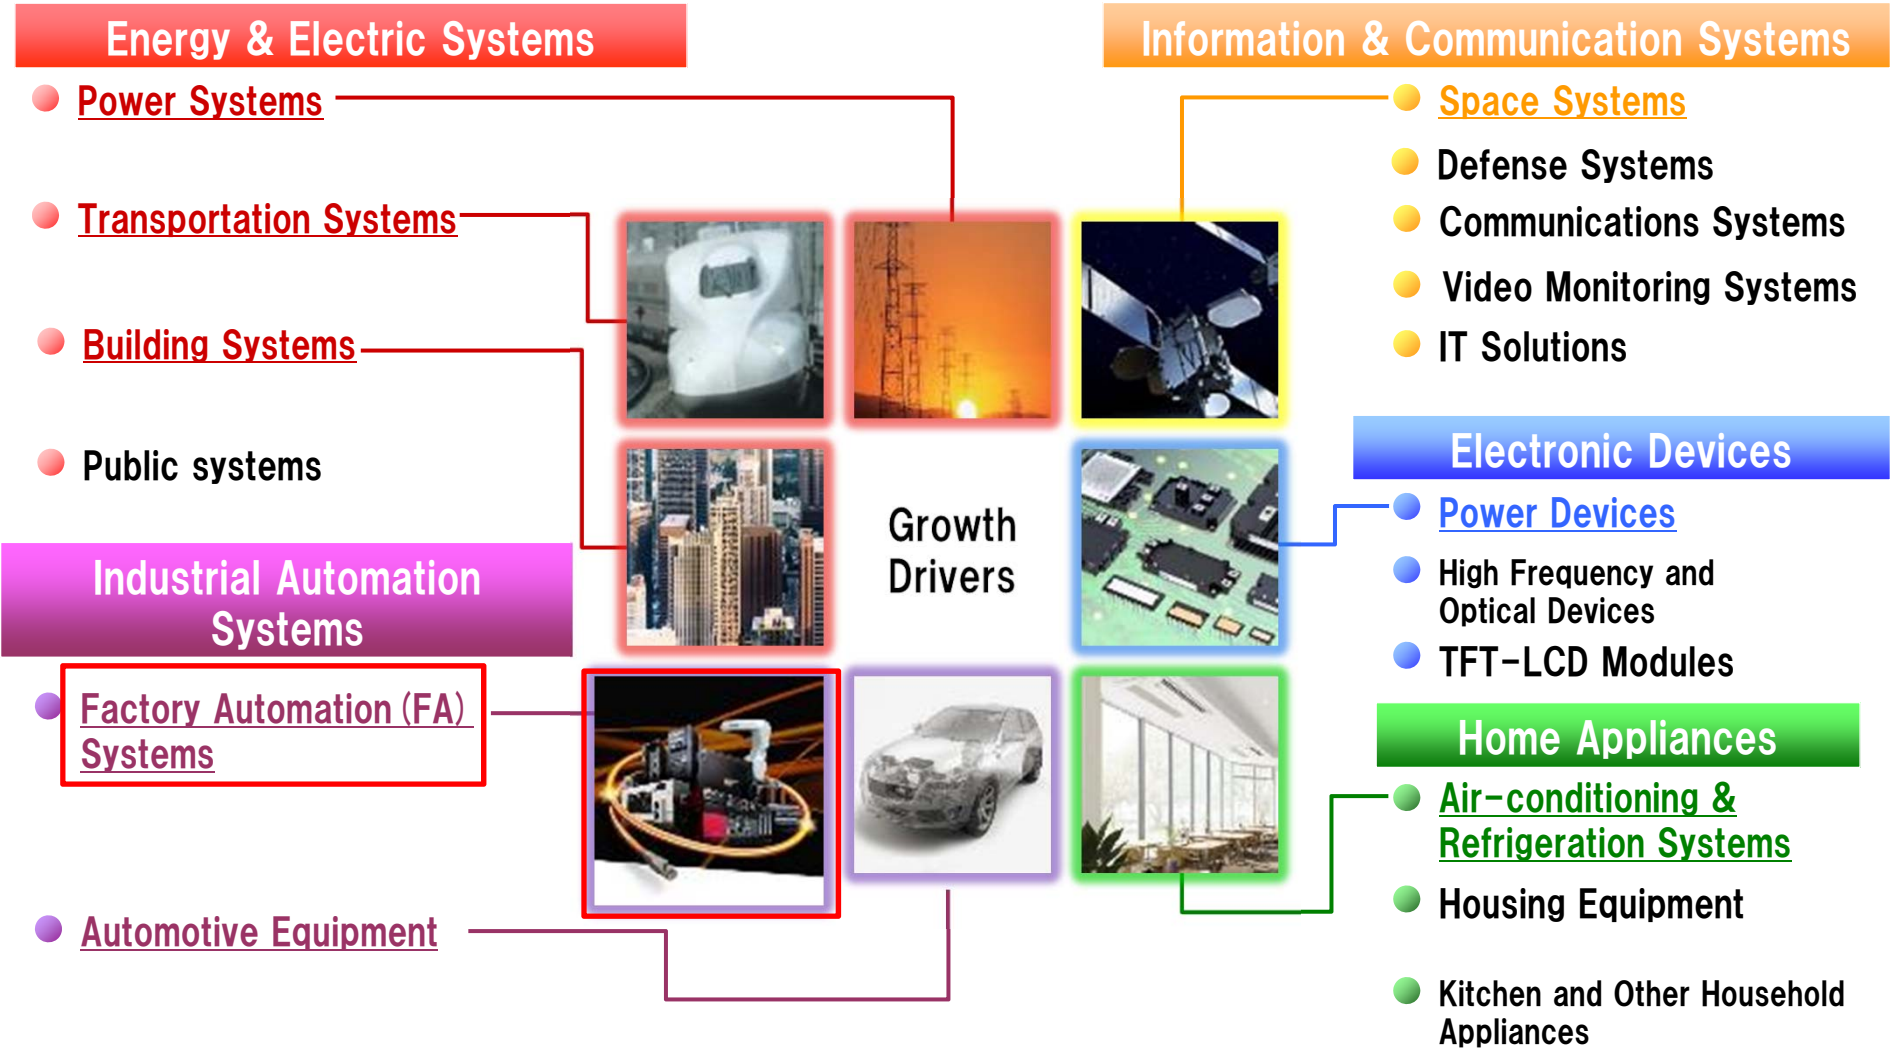 Energy & Electric Systems
Power Systems
Transportation Systems
Building Systems
Public systems
Industrial Automation
Systems
Factory Automation (FA)
Systems
Automotive Equipment
Growth
Drivers
Information & Communication Systems
Space Systems
Defense Systems
Communications Systems
Video Monitoring Systems
IT Solutions
Electronic Devices
Power Devices
High Frequency and
Optical Devices
TFT-LCD Modules
Home Appliances
Air-conditioning &
Refrigeration Systems
Housing Equipment
Kitchen and Other Household
Appliances